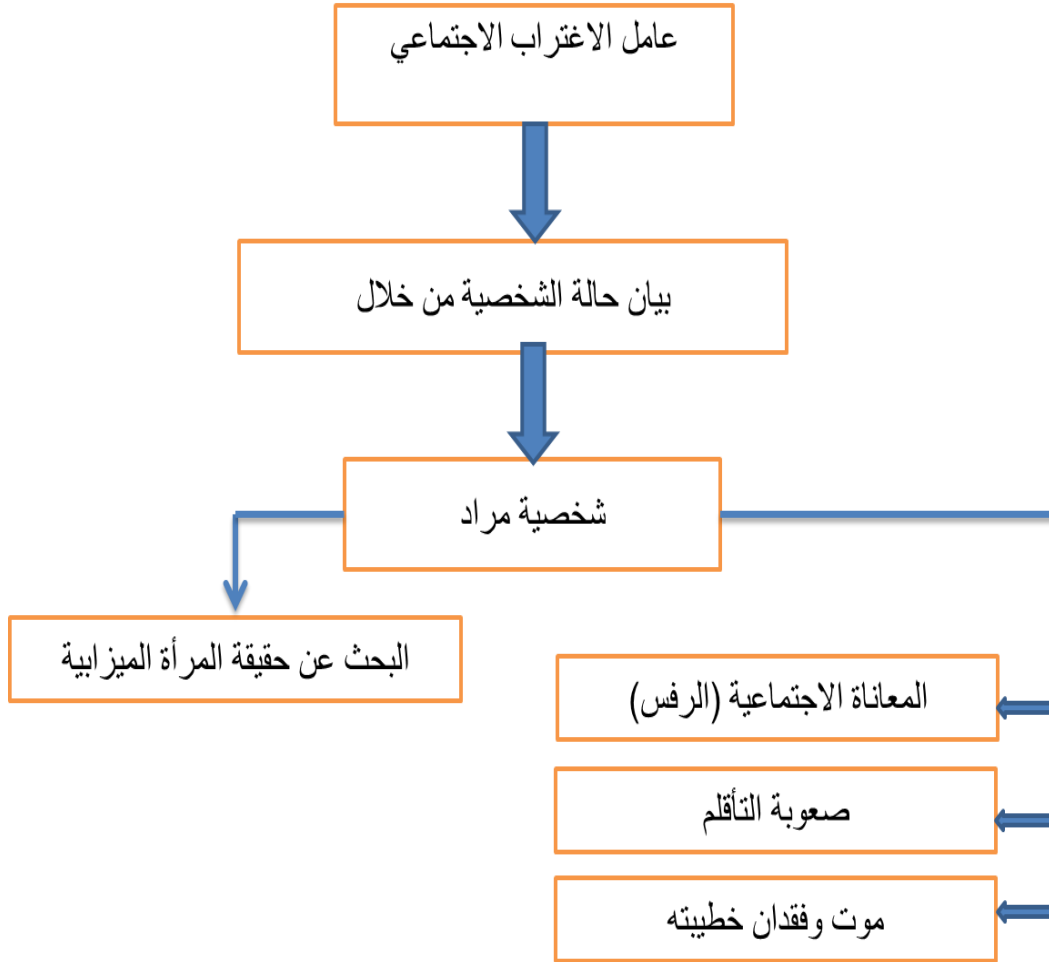 عامل الاغتراب الاجتماعي
بيان حالة الشخصية من خلال
شخصية مراد
البحث عن حقيقة المرأة الميزابية
المعاناة الاجتماعية (الرفس)
صعوبة التأقلم
موت وفقدان خطيبته